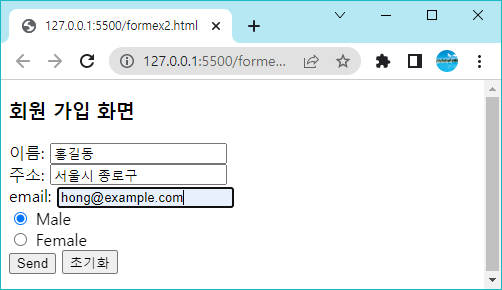 127.0.0.1:5500/formex2.html
127.0.0.1:5500/forme...
회원 가입 화면
이름: 홍길동
주소: 서울시 종로구
email: hong@example.com
Male
Female
Send 초기화